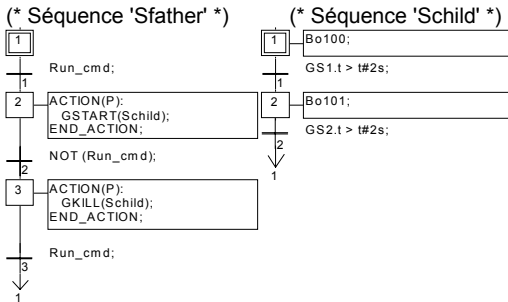 (* Séquence 'Sfather' *)
1
Run_cmd;
1
2
ACTION(P):
GSTART(Schild);
END_ACTION;
NOT (Run_cmd);
2
3
ACTION(P):
GKILL(Schild);
END_ACTION;
Run_cmd;
3
1
(* Séquence 'Schild' *)
1
Bo100;
GS1.t > t#2s;
1
2
Bo101;
GS2.t > t#2s;
2
1